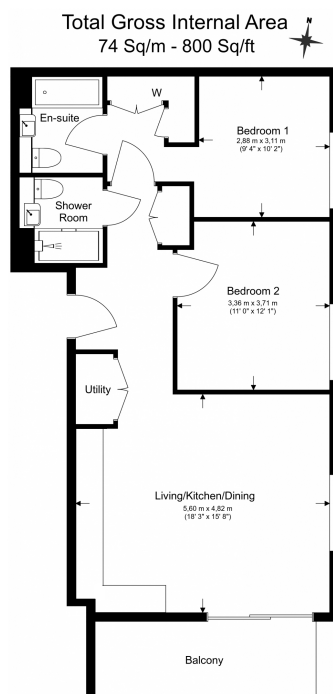 Total Gross Internal Area
74 Sq/m - 800 Sq/ft
N
W
En-suite
Bedroom 1
2,88 m x 3,11 m
(9' 4" x 10' 2")
Shower
Room
Bedroom 2
3,36 m x 3,71 m
(11' 0" x 12' 1")
Utility
Living/Kitchen/Dining
5,60 m x 4,82 m
(18' 3" x 15' 8")
Balcony